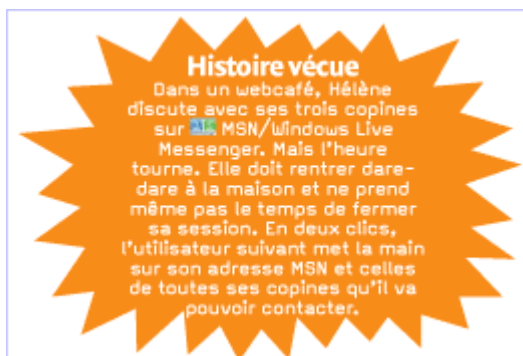 Histoire vécue
Dans un webcafé, Hélène
discute avec ses trois copines
sur MSN/Windows Live
Messenger. Mais l'heure
tourne. Elle doit rentrer dare-
dare à la maison et ne prend
même pas le temps de fermer
sa session. En deux clics,
l'utilisateur suivant met la main
sur son adresse MSN et celles
de toutes ses copines qu'il va
pouvoir contacter.